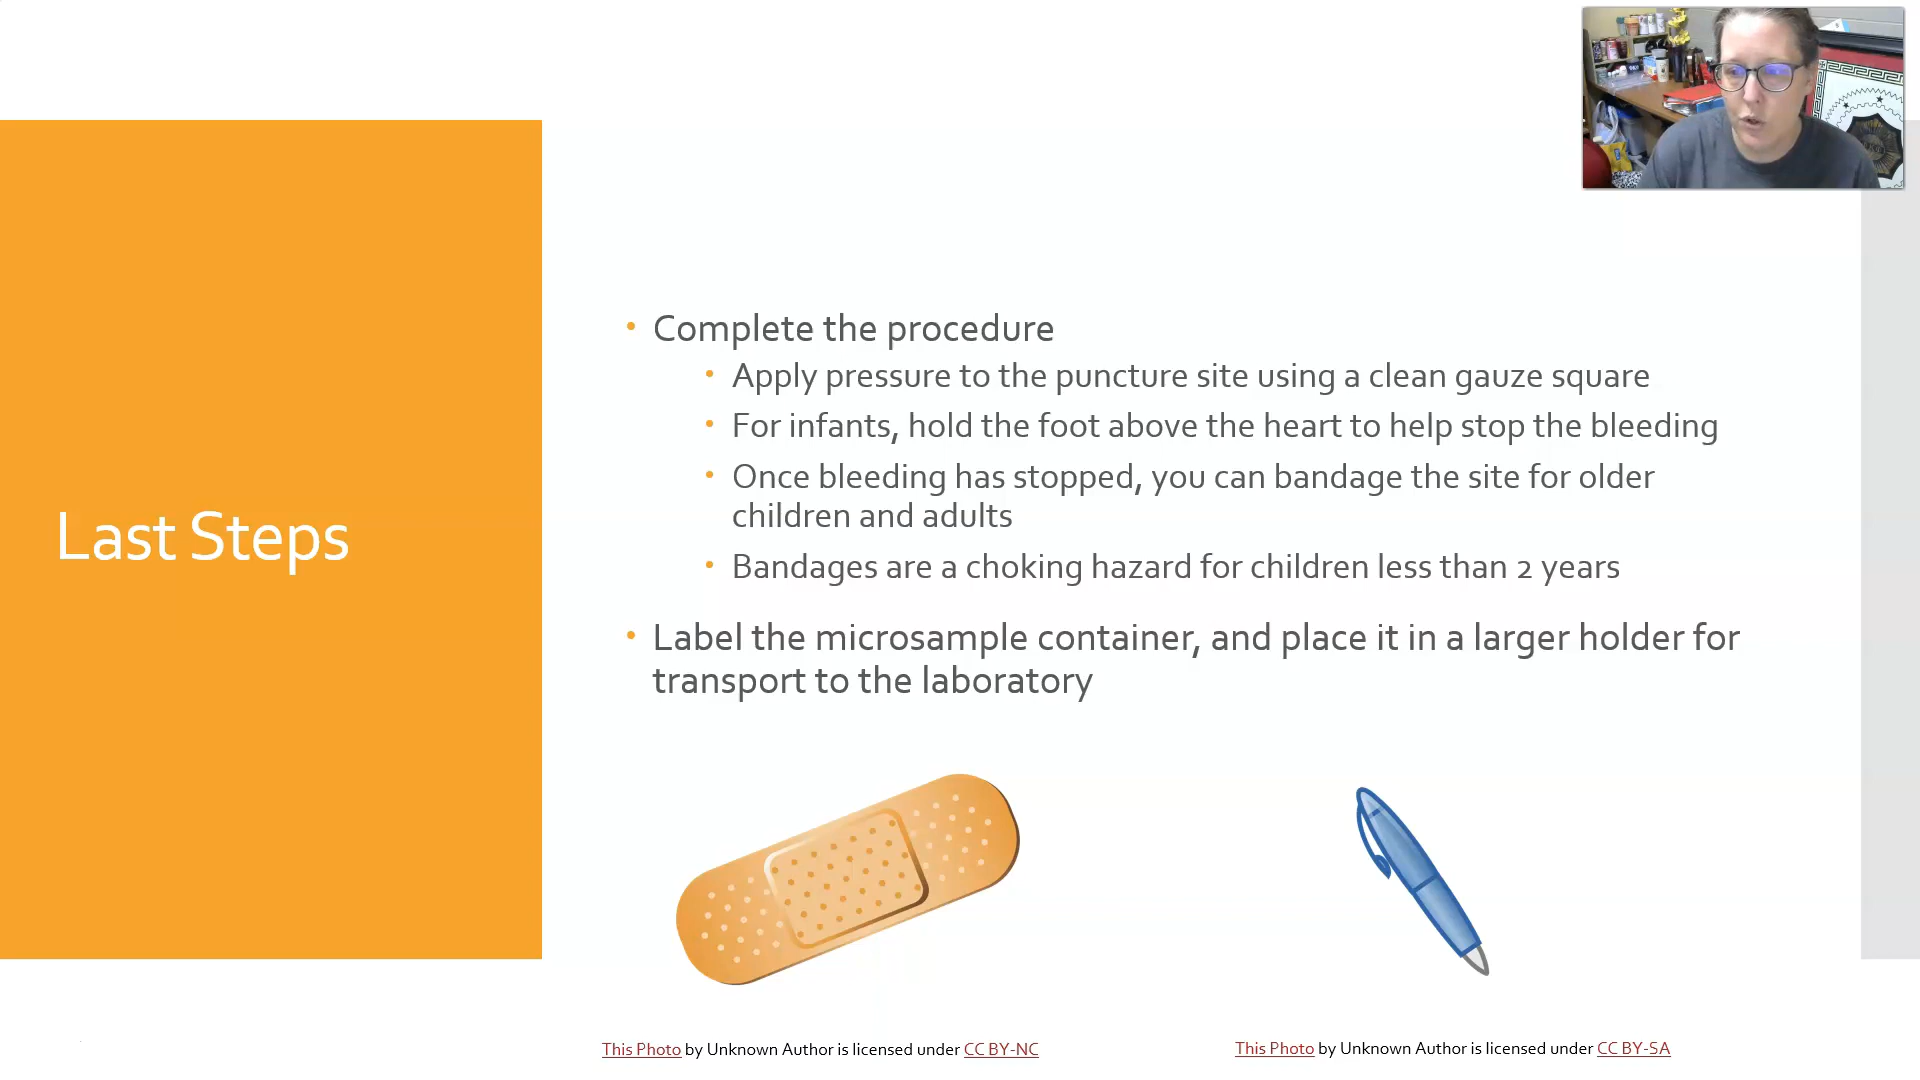 Last Steps
Complete the procedure
Apply pressure to the puncture site using a clean gauze square
For infants, hold the foot above the heart to help stop the bleeding
Once bleeding has stopped, you can bandage the site for older
children and adults
Bandages are a choking hazard for children less than 2 years
Label the microsample container, and place it in a larger holder for
transport to the laboratory
This Photo by Unknown Author is licensed under CC BY-NC
This Photo by Unknown Author is licensed under CC BY-SA